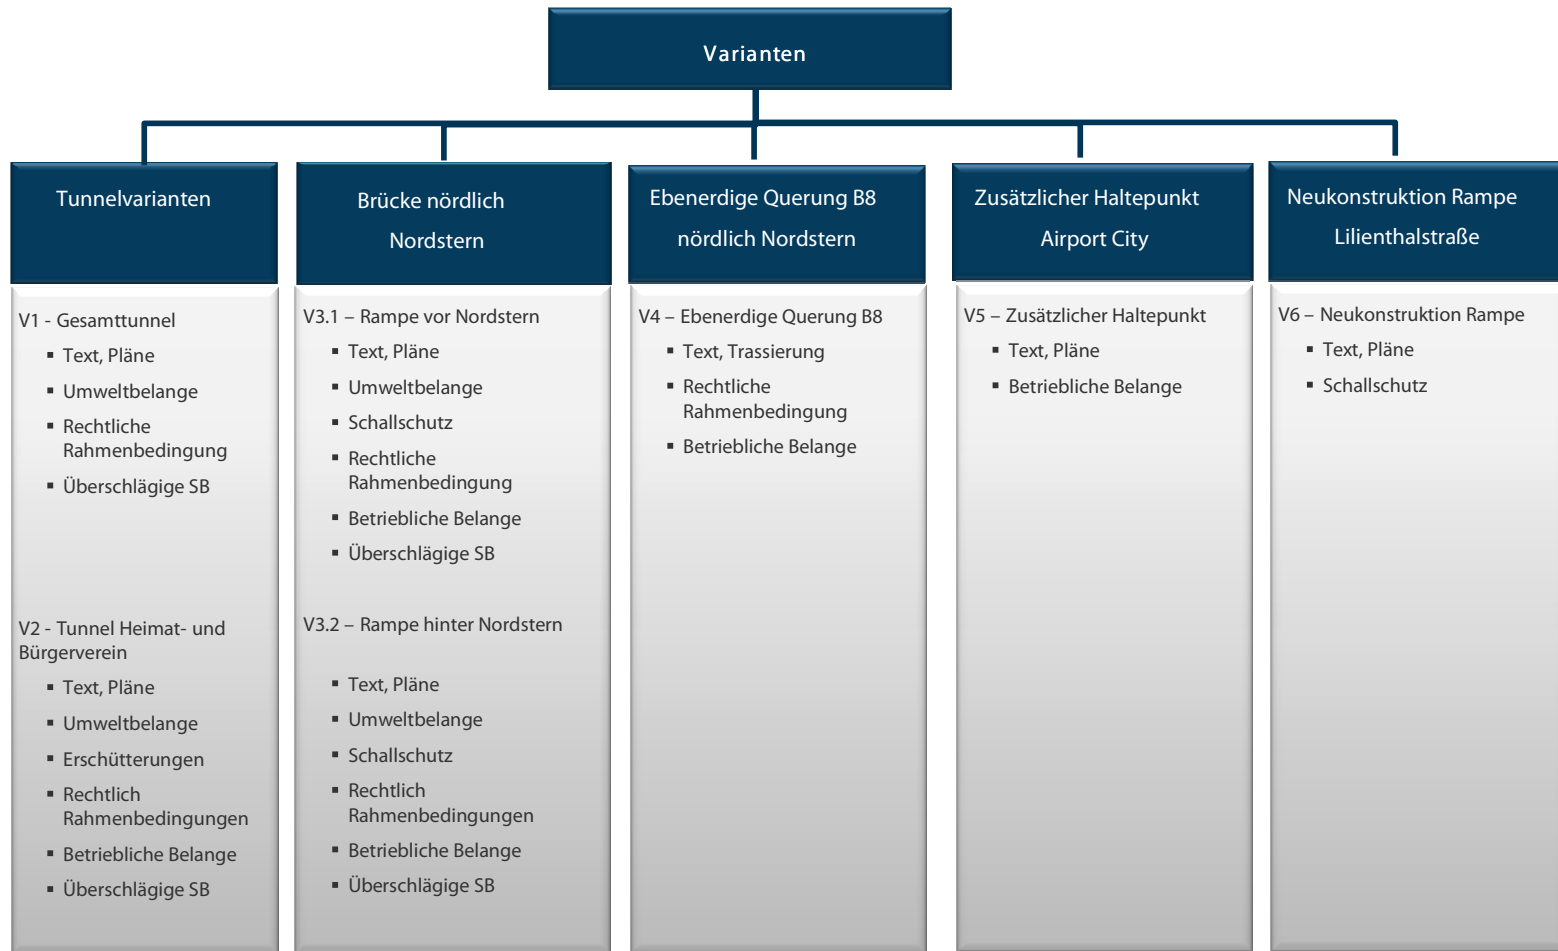 Varianten
Tunnelvarianten
V1 - Gesamttunnel
▪ Text, Pläne
▪ Umweltbelange
▪ Rechtliche
Rahmenbedingung
▪ Überschlägige SB
V2 - Tunnel Heimat- und
Bürgerverein
▪ Text, Pläne
▪ Umweltbelange
▪ Erschütterungen
▪ Rechtlich
Rahmenbedingungen
▪ Betriebliche Belange
▪ Überschlägige SB
Brücke nördlich
Nordstern
V3.1 – Rampe vor Nordstern
▪ Text, Pläne
▪ Umweltbelange
▪ Schallschutz
▪ Rechtliche
Rahmenbedingung
▪ Betriebliche Belange
▪ Überschlägige SB
V3.2 – Rampe hinter Nordstern
▪ Text, Pläne
▪ Umweltbelange
▪ Schallschutz
▪ Rechtlich
Rahmenbedingungen
▪ Betriebliche Belange
▪ Überschlägige SB
Ebenerdige Querung B8
nördlich Nordstern
V4 – Ebenerdige Querung B8
▪ Text, Trassierung
▪ Rechtliche
Rahmenbedingung
▪ Betriebliche Belange
Zusätzlicher Haltepunkt
Airport City
V5 – Zusätzlicher Haltepunkt
▪ Text, Pläne
▪ Betriebliche Belange
Neukonstruktion Rampe
Lilienthalstraße
V6 – Neukonstruktion Rampe
▪ Text, Pläne
▪ Schallschutz